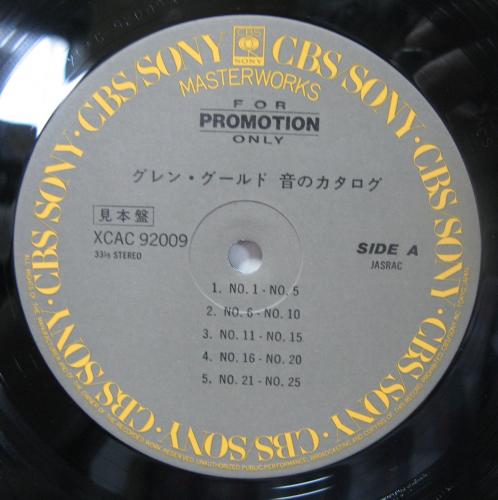 CBS/SONY · CBS/SONY · CBS/SONY · CBS/SONY · CBS/SONY · CBS/SONY
CBS
SONY
MASTERWORKS
FOR
PROMOTION
ONLY
グレン・グールド 音のカタログ
見本盤
XCAC 92009
33⅓ STEREO
SIDE A
JASRAC
1. NO. 1 - NO. 5
2. NO. 6 - NO. 10
3. NO. 11 - NO. 15
4. NO. 16 - NO. 20
5. NO. 21 - NO. 25